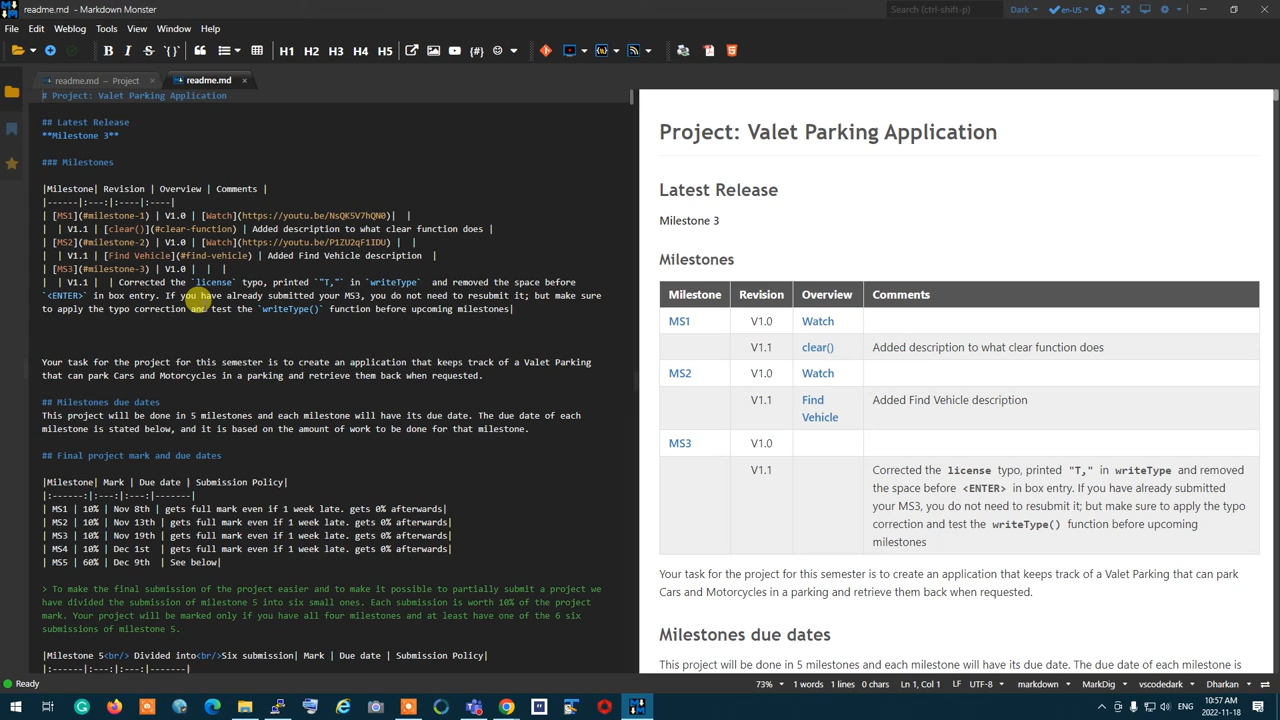 readme.md - Markdown Monster
Search (ctrl-shift-p)
Dark
en-US
File Edit Weblog Tools View Window Help
H1 H2 H3 H4 H5
readme.md – Project
readme.md
# Project: Valet Parking Application
## Latest Release
**Milestone 3**
### Milestones
|Milestone| Revision | Overview | Comments |
|------|:---:|:----|:----|
| [MS1](#milestone-1) | V1.0 | [Watch](https://youtu.be/NsQK5V7hQN0)| |
| | V1.1 | [clear()](#clear-function) | Added description to what clear function does |
| [MS2](#milestone-2) | V1.0 | [Watch](https://youtu.be/P1ZU2qF1IDU) | |
| | V1.1 | [Find Vehicle](#find-vehicle) | Added Find Vehicle description |
| [MS3](#milestone-3) | V1.0 | | |
| | V1.1 | | Corrected the `license` typo, printed `"T,"` in `writeType` and removed the space before
`<ENTER>` in box entry. If you have already submitted your MS3, you do not need to resubmit it; but make sure
to apply the typo correction and test the `writeType()` function before upcoming milestones|
Your task for the project for this semester is to create an application that keeps track of a Valet Parking
that can park Cars and Motorcycles in a parking and retrieve them back when requested.
## Milestones due dates
This project will be done in 5 milestones and each milestone will have its due date. The due date of each
milestone is stated below, and it is based on the amount of work to be done for that milestone.
## Final project mark and due dates
|Milestone| Mark | Due date | Submission Policy|
|:------|:---:|:---:|-------|
| MS1 | 10% | Nov 8th | gets full mark even if 1 week late. gets 0% afterwards|
| MS2 | 10% | Nov 13th | gets full mark even if 1 week late. gets 0% afterwards|
| MS3 | 10% | Nov 19th | gets full mark even if 1 week late. gets 0% afterwards|
| MS4 | 10% | Dec 1st | gets full mark even if 1 week late. gets 0% afterwards|
| MS5 | 60% | Dec 9th | See below|
> To make the final submission of the project easier and to make it possible to partially submit a project we
have divided the submission of milestone 5 into six small ones. Each submission is worth 10% of the project
mark. Your project will be marked only if you have all four milestones and at least have one of the 6 six
submissions of milestone 5.
|Milestone 5<br/> Divided into<br/>Six submission| Mark | Due date | Submission Policy|
|:------|:---:|:---:|-------|
Project: Valet Parking Application
Latest Release
Milestone 3
Milestones
Milestone Revision Overview Comments
MS1 V1.0 Watch
V1.1 clear() Added description to what clear function does
MS2 V1.0 Watch
V1.1 Find Vehicle Added Find Vehicle description
MS3 V1.0
V1.1 Corrected the license typo, printed "T," in writeType and removed
the space before <ENTER> in box entry. If you have already submitted
your MS3, you do not need to resubmit it; but make sure to apply the typo
correction and test the writeType() function before upcoming
milestones
Your task for the project for this semester is to create an application that keeps track of a Valet Parking that can park
Cars and Motorcycles in a parking and retrieve them back when requested.
Milestones due dates
This project will be done in 5 milestones and each milestone will have its due date. The due date of each milestone is
Ready
73% 1 words 1 lines 0 chars Ln 1, Col 1 LF UTF-8 markdown MarkDig vscodedark Dharkan
10:57 AM
2022-11-18